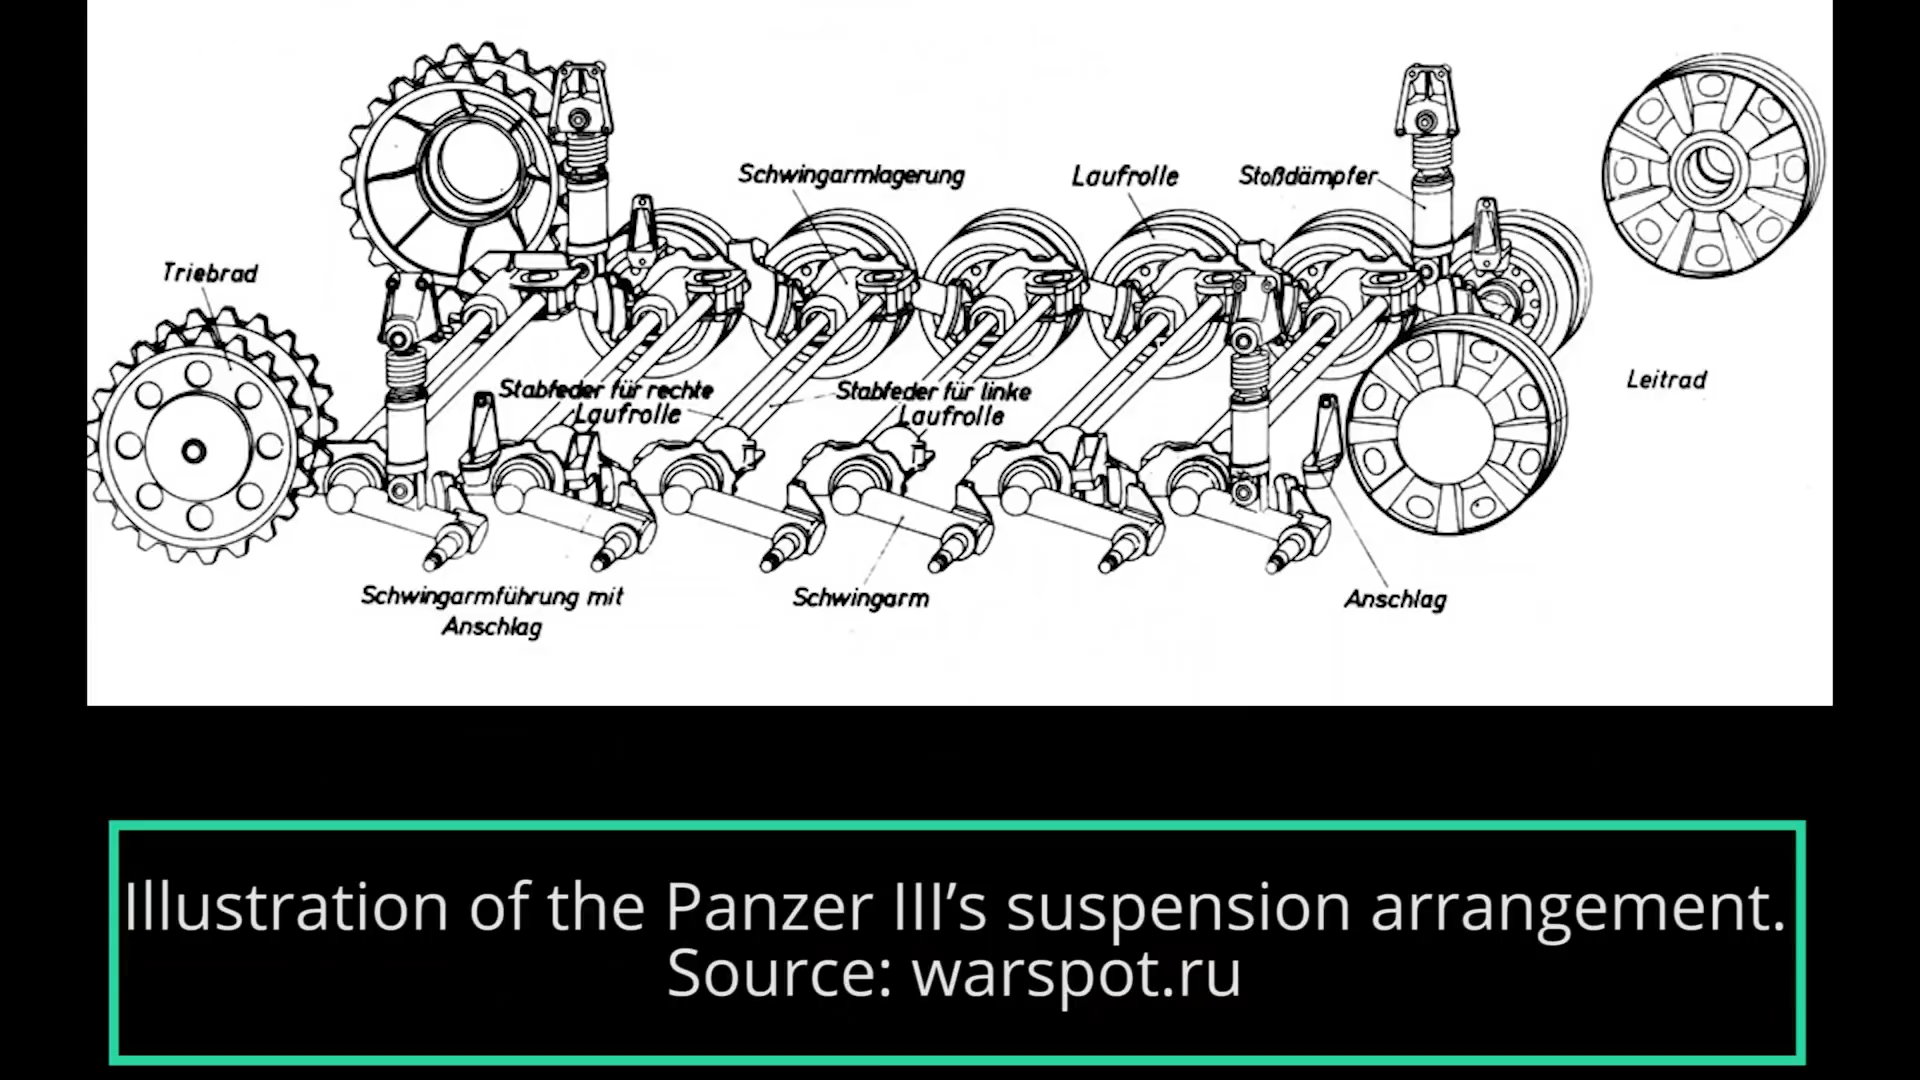 Schwingarmlagerung
Laufrolle
Stoßdämpfer
Triebrad
Leitrad
Stabfeder für rechte
Laufrolle
Stabfeder für linke
Laufrolle
Schwingarmführung mit
Anschlag
Schwingarm
Anschlag
Illustration of the Panzer III’s suspension arrangement.
Source: warspot.ru